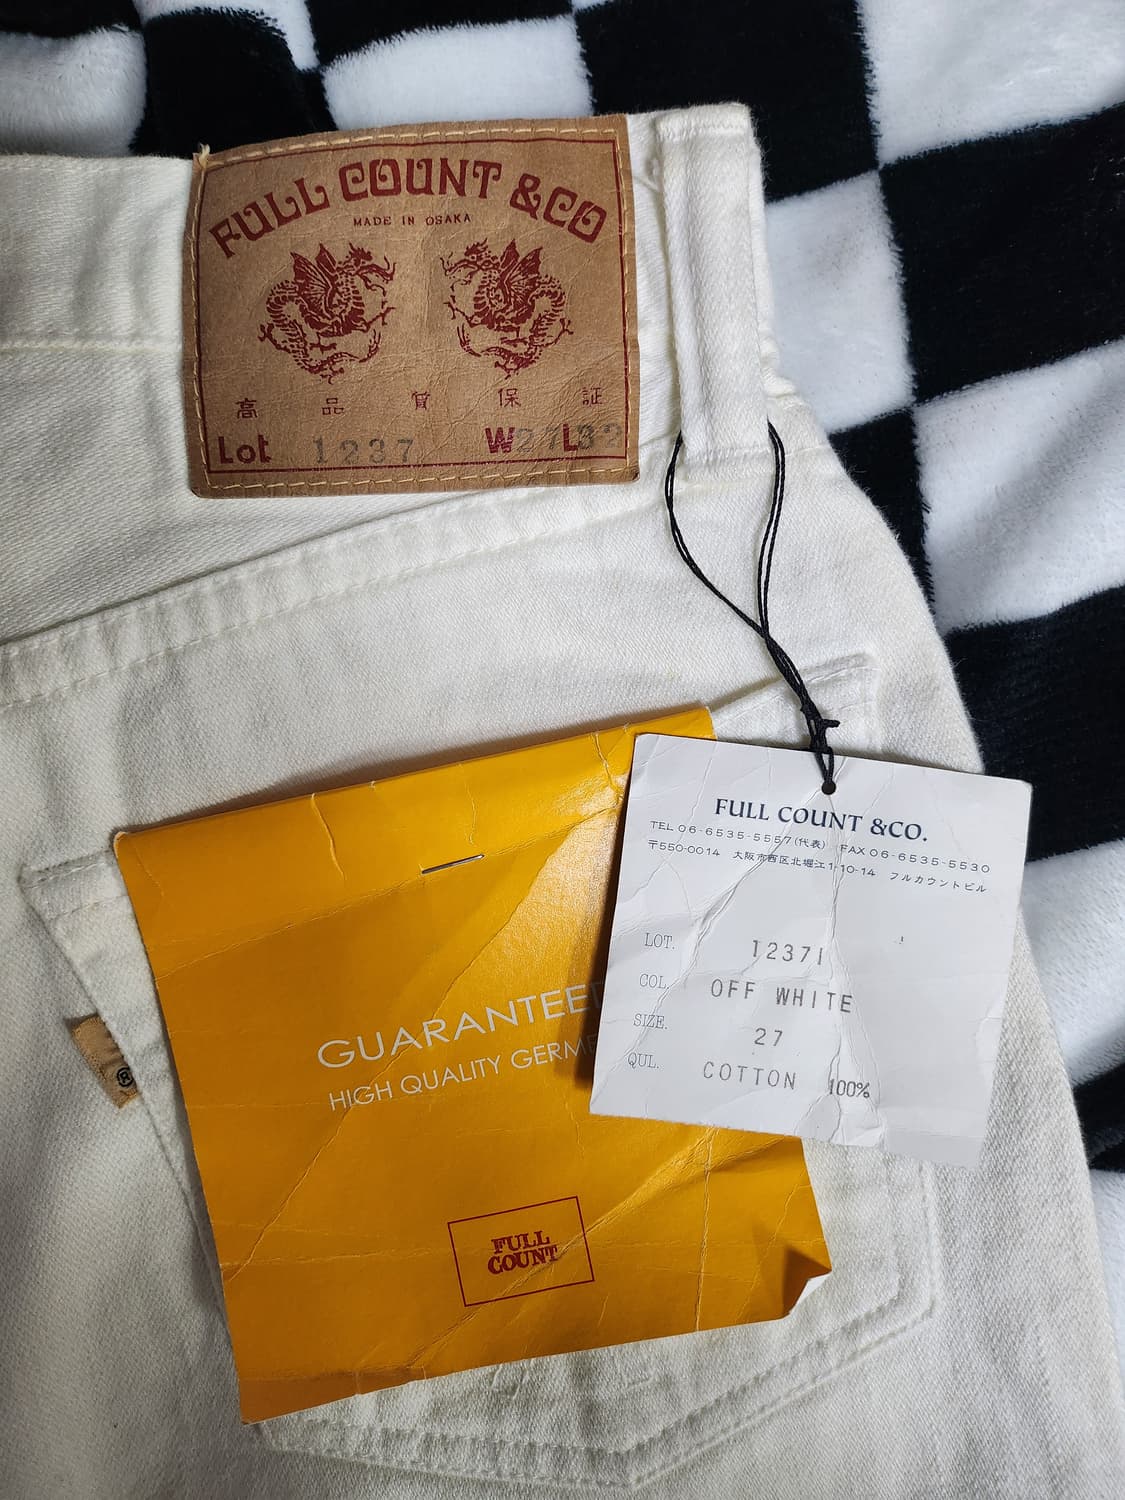 FULL COUNT & CO
MADE IN OSAKA
高品質保証
Lot 1237 W27L32
FULL COUNT &CO.
TEL 06-6535-5557(代表) FAX 06-6535-5530
〒550-0014 大阪市西区北堀江1-10-14 フルカウントビル
LOT. 12371
COL. OFF WHITE
SIZE. 27
QUL. COTTON 100%
GUARANTEED
HIGH QUALITY GERME
FULL
COUNT
®